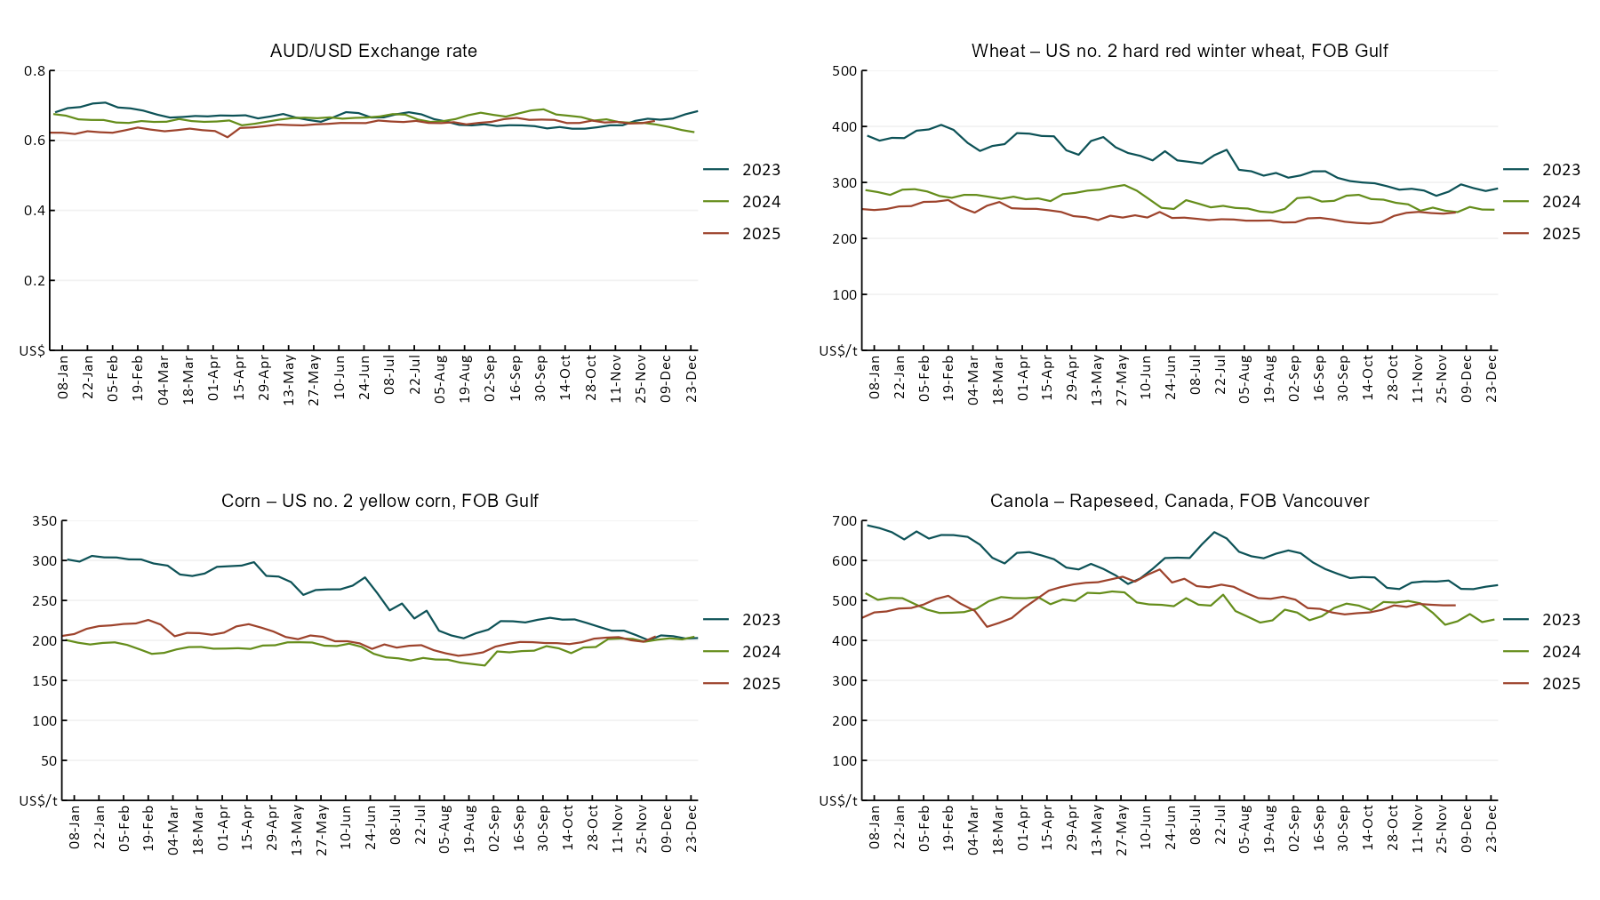 AUD/USD Exchange rate
0.8
0.6
0.4
0.2
US$
08-Jan
22-Jan
05-Feb
19-Feb
04-Mar
18-Mar
01-Apr
15-Apr
29-Apr
13-May
27-May
10-Jun
24-Jun
08-Jul
22-Jul
05-Aug
19-Aug
02-Sep
16-Sep
30-Sep
14-Oct
28-Oct
11-Nov
25-Nov
09-Dec
23-Dec
2023
2024
2025
Wheat – US no. 2 hard red winter wheat, FOB Gulf
500
400
300
200
100
US$/t
08-Jan
22-Jan
05-Feb
19-Feb
04-Mar
18-Mar
01-Apr
15-Apr
29-Apr
13-May
27-May
10-Jun
24-Jun
08-Jul
22-Jul
05-Aug
19-Aug
02-Sep
16-Sep
30-Sep
14-Oct
28-Oct
11-Nov
25-Nov
09-Dec
23-Dec
2023
2024
2025
Corn – US no. 2 yellow corn, FOB Gulf
350
300
250
200
150
100
50
US$/t
08-Jan
22-Jan
05-Feb
19-Feb
04-Mar
18-Mar
01-Apr
15-Apr
29-Apr
13-May
27-May
10-Jun
24-Jun
08-Jul
22-Jul
05-Aug
19-Aug
02-Sep
16-Sep
30-Sep
14-Oct
28-Oct
11-Nov
25-Nov
09-Dec
23-Dec
2023
2024
2025
Canola – Rapeseed, Canada, FOB Vancouver
700
600
500
400
300
200
100
US$/t
08-Jan
22-Jan
05-Feb
19-Feb
04-Mar
18-Mar
01-Apr
15-Apr
29-Apr
13-May
27-May
10-Jun
24-Jun
08-Jul
22-Jul
05-Aug
19-Aug
02-Sep
16-Sep
30-Sep
14-Oct
28-Oct
11-Nov
25-Nov
09-Dec
23-Dec
2023
2024
2025